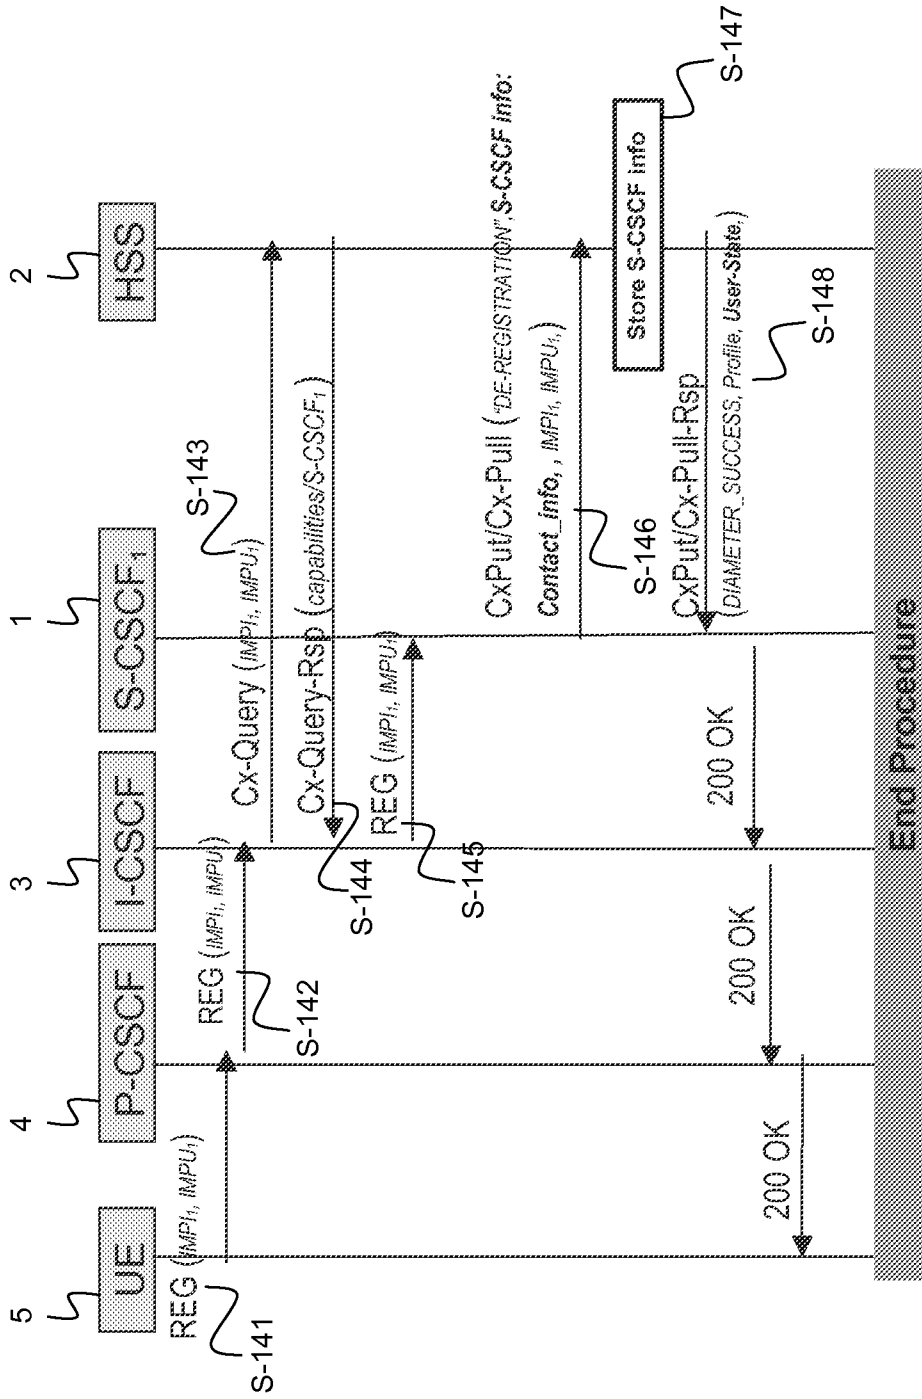 5
4
3
1
2
UE
P-CSCF
I-CSCF
S-CSCF₁
HSS
REG (IMPI₁, IMPU₁)
S-141
REG (IMPI₁, IMPU₁)
S-142
Cx-Query (IMPI₁, IMPU₁)
S-143
Cx-Query-Rsp (capabilities/S-CSCF₁)
S-144
REG (IMPI₁, IMPU₁)
S-145
CxPut/Cx-Pull ("DE-REGISTRATION", S-CSCF info:
Contact_info, , IMPI₁, IMPU₁,)
S-146
Store S-CSCF info
S-147
CxPut/Cx-Pull-Rsp
(DIAMETER_SUCCESS, Profile, User-State,)
S-148
200 OK
200 OK
200 OK
End Procedure